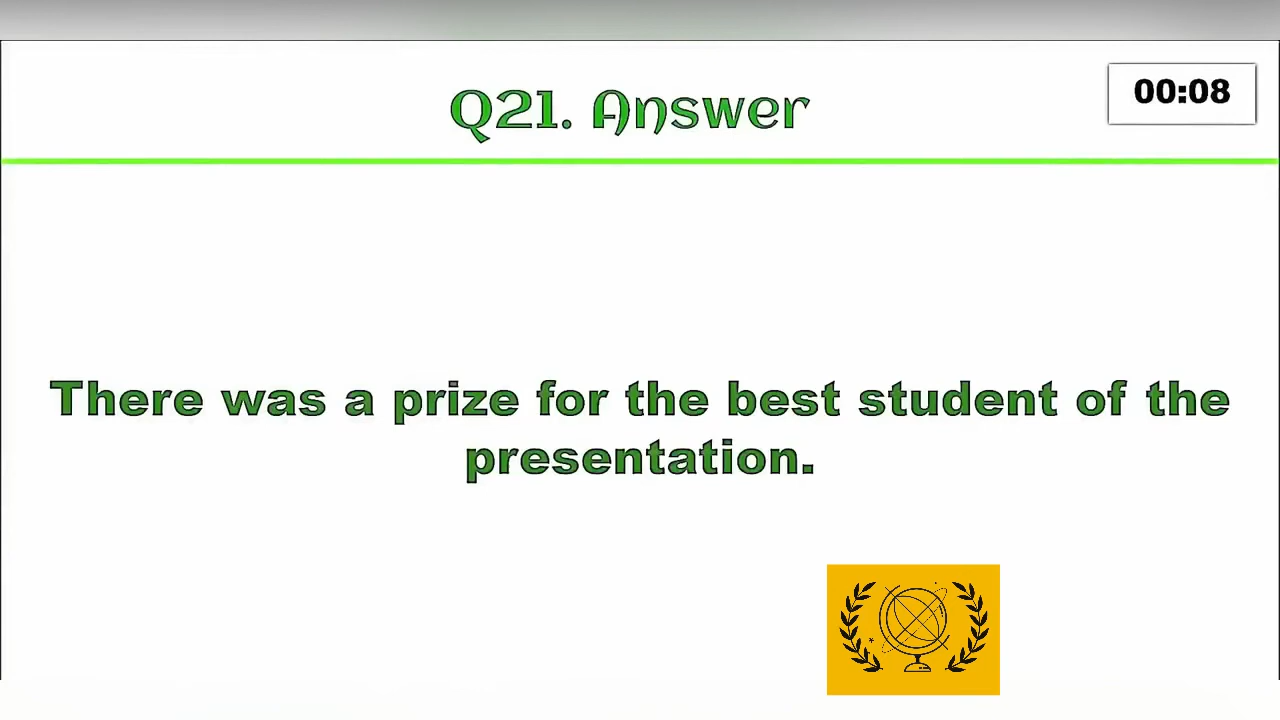 Q21. Answer
00:08
There was a prize for the best student of the
presentation.